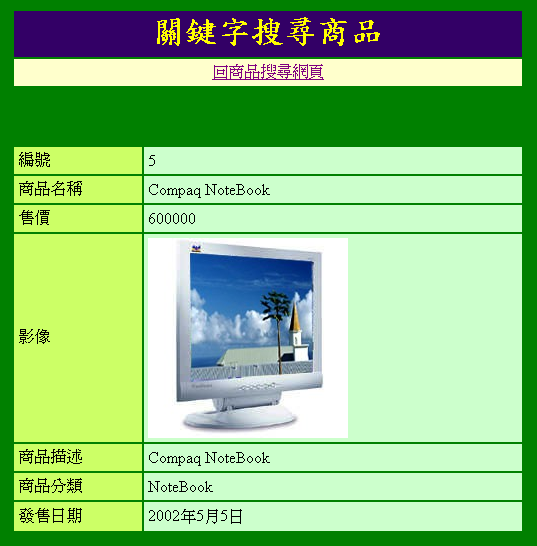 關鍵字搜尋商品
回商品搜尋網頁
編號 5
商品名稱 Compaq NoteBook
售價 600000
影像
商品描述 Compaq NoteBook
商品分類 NoteBook
發售日期 2002年5月5日